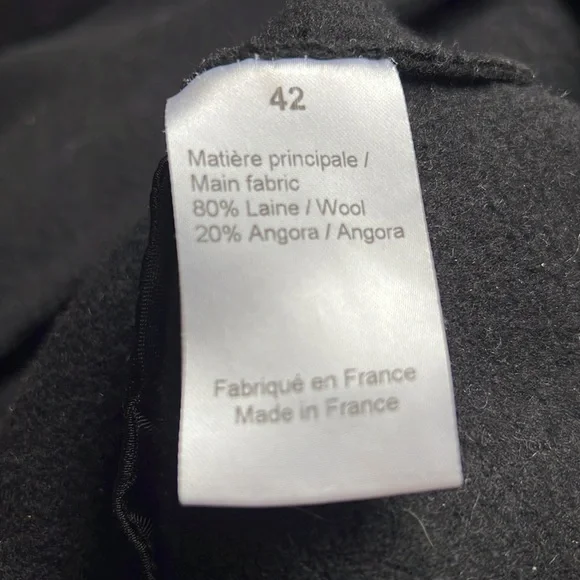 42
Matière principale /
Main fabric
80% Laine / Wool
20% Angora / Angora
Fabriqué en France
Made in France